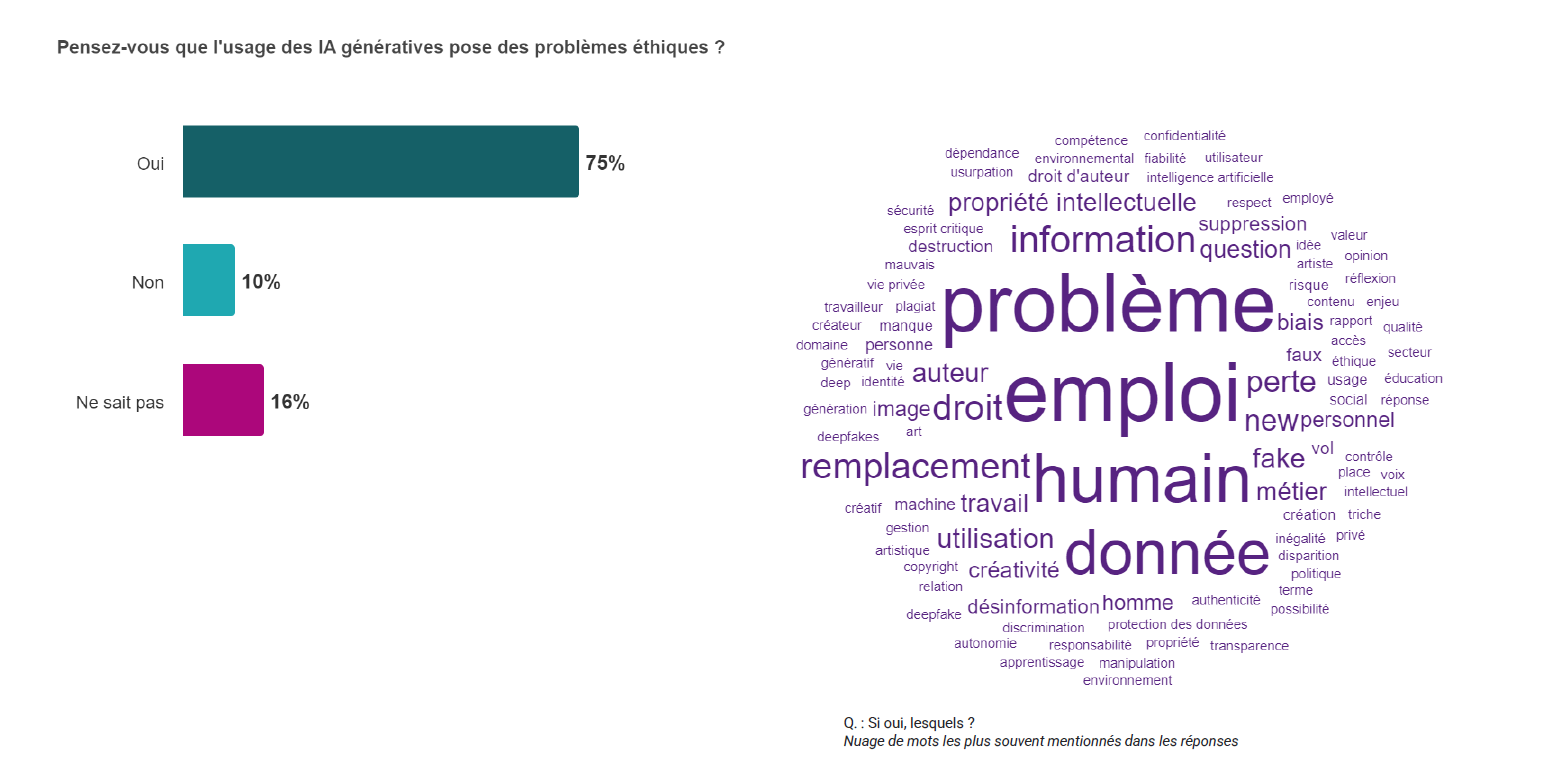 Pensez-vous que l'usage des IA génératives pose des problèmes éthiques ?
Oui
75%
Non
10%
Ne sait pas
16%
compétence confidentialité
dépendance environnemental fiabilité utilisateur
usurpation droit d'auteur intelligence artificielle
sécurité propriété intellectuelle respect employé
esprit critique suppression
destruction information question idée valeur
mauvais artiste opinion
vie privée risque réflexion
travailleur plagiat problème contenu enjeu
créateur manque biais rapport qualité
domaine personne accès
génératif vie faux éthique secteur
deep identité auteur perte usage éducation
génération image droit emploi social réponse
deepfakes art new personnel
remplacement humain fake vol contrôle
place voix
créatif machine travail métier intellectuel
gestion création triche
artistique utilisation donnée inégalité privé
copyright créativité disparition
relation politique
terme
deepfake désinformation homme authenticité possibilité
discrimination protection des données
autonomie responsabilité propriété transparence
apprentissage manipulation
environnement
Q. : Si oui, lesquels ?
Nuage de mots les plus souvent mentionnés dans les réponses